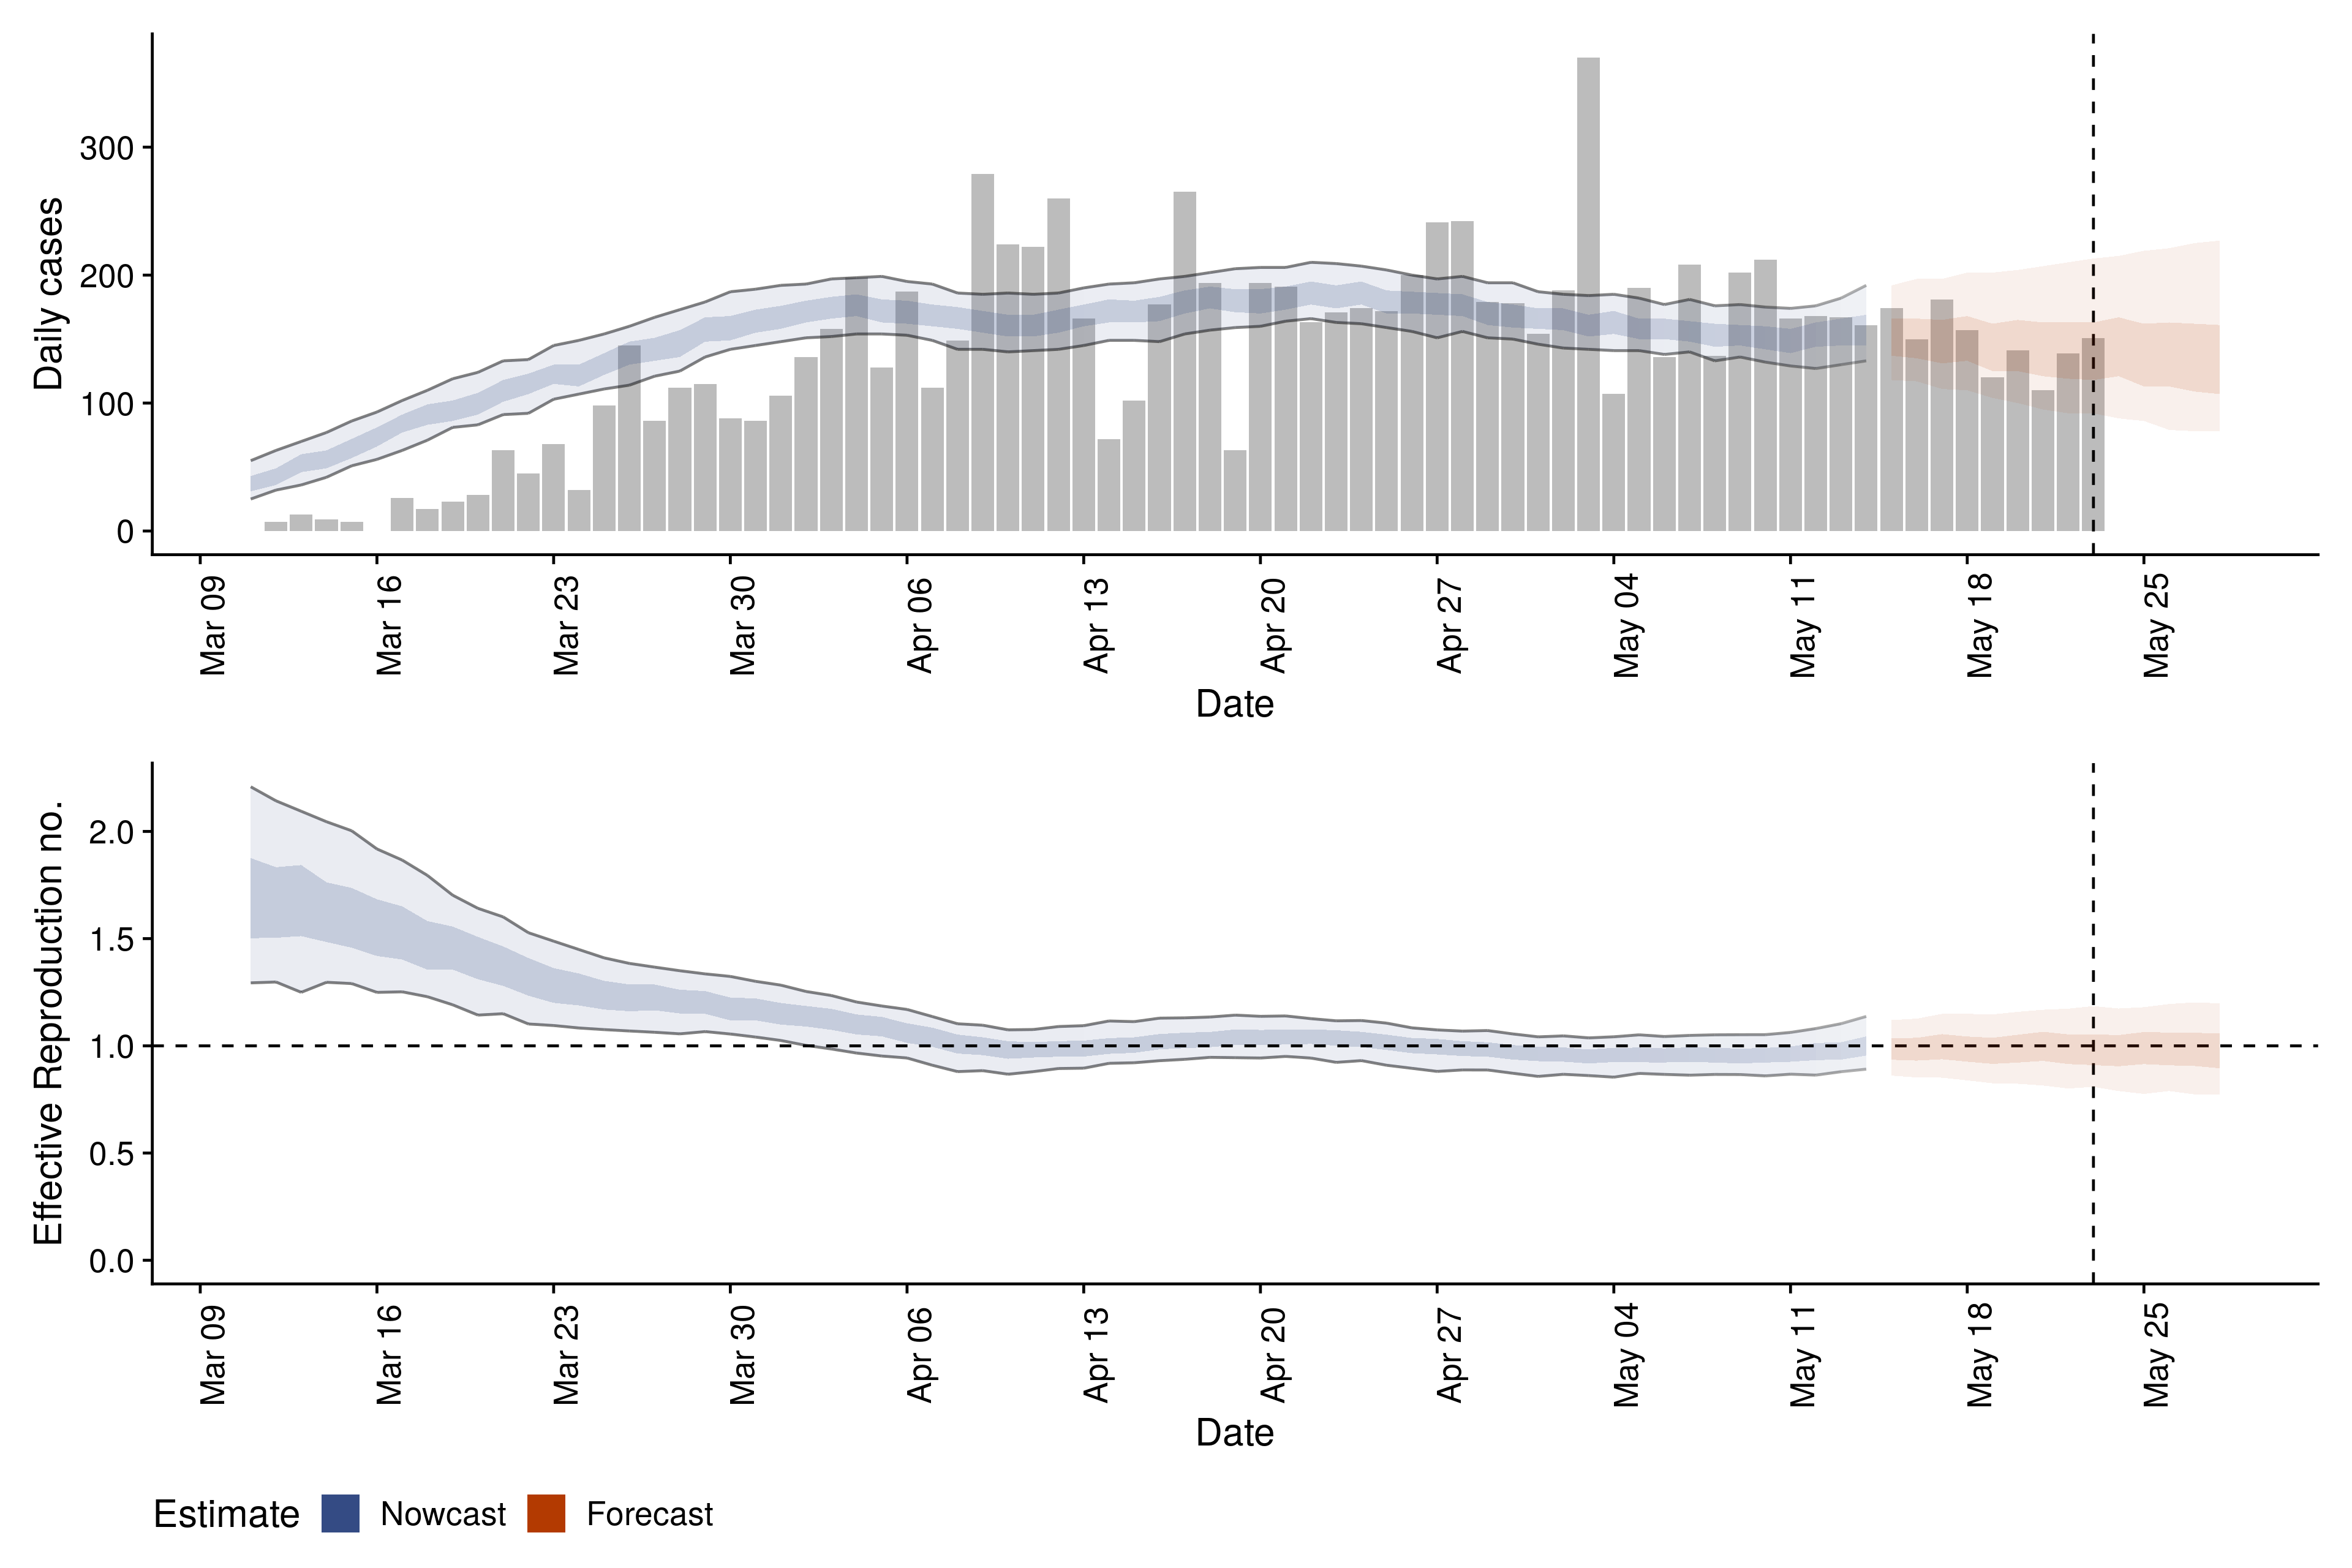 Daily cases
300
200
100
0
Mar 09
Mar 16
Mar 23
Mar 30
Apr 06
Apr 13
Apr 20
Apr 27
May 04
May 11
May 18
May 25
Date
Effective Reproduction no.
2.0
1.5
1.0
0.5
0.0
Mar 09
Mar 16
Mar 23
Mar 30
Apr 06
Apr 13
Apr 20
Apr 27
May 04
May 11
May 18
May 25
Date
Estimate Nowcast Forecast